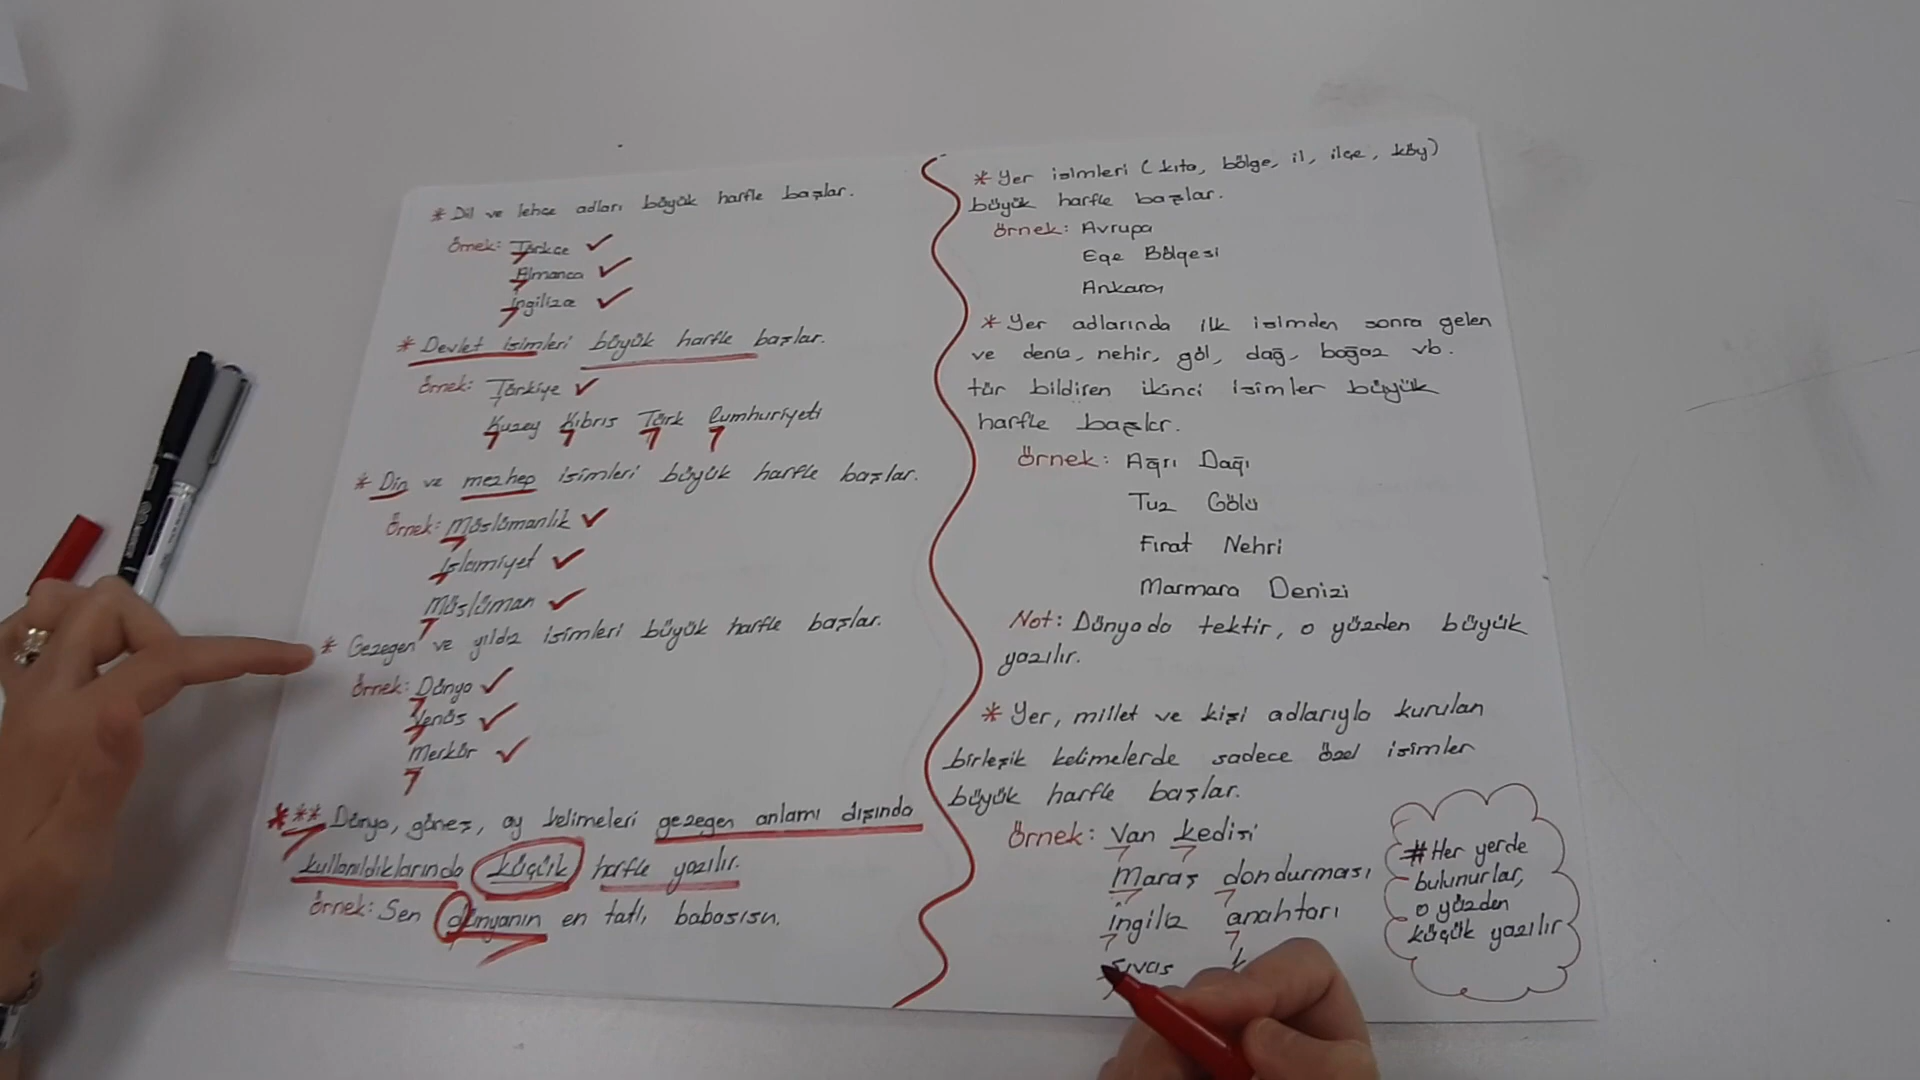 * Dil ve lehçe adları büyük harfle başlar.
Örnek: Türkçe ✓
Almanca ✓
İngilizce ✓
* Devlet isimleri büyük harfle başlar.
Örnek: Türkiye ✓
Kuzey Kıbrıs Türk Cumhuriyeti
* Din ve mezhep isimleri büyük harfle başlar.
Örnek: Müslümanlık ✓
İslamiyet ✓
Müslüman ✓
* Gezegen ve yıldız isimleri büyük harfle başlar.
Örnek: Dünya ✓
Venüs ✓
Merkür ✓
*** Dünya, güneş, ay kelimeleri gezegen anlamı dışında
kullanıldıklarında küçük harfle yazılır.
Örnek: Sen dünyanın en tatlı babasısın.
* Yer isimleri (kıta, bölge, il, ilçe, köy)
büyük harfle başlar.
Örnek: Avrupa
Ege Bölgesi
Ankara
* Yer adlarında ilk isimden sonra gelen
ve deniz, nehir, göl, dağ, boğaz vb.
tür bildiren ikinci isimler büyük
harfle başlar.
Örnek: Ağrı Dağı
Tuz Gölü
Fırat Nehri
Marmara Denizi
Not: Dünyada tektir, o yüzden büyük
yazılır.
* Yer, millet ve kişi adlarıyla kurulan
birleşik kelimelerde sadece özel isimler
büyük harfle başlar.
Örnek: Van kedisi
Maraş dondurması
İngiliz anahtarı
Sivas
# Her yerde
bulunurlar,
o yüzden
küçük yazılır